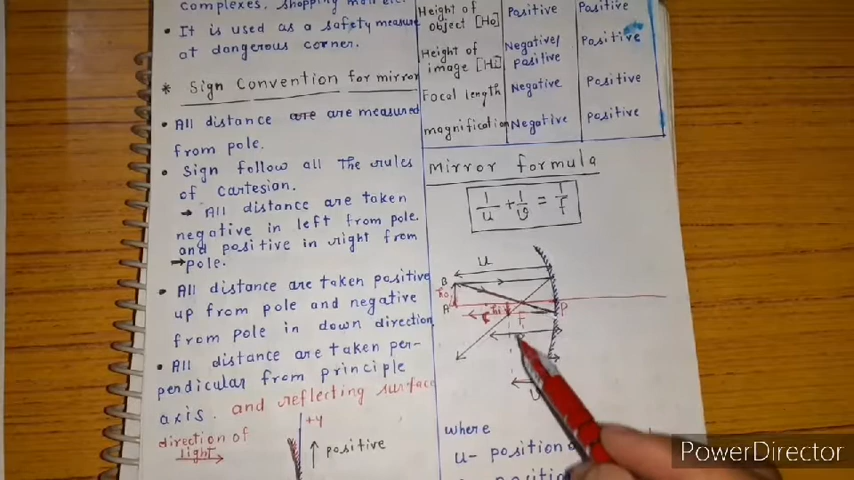 complexes, shopping mall etc.
• It is used as a safety measure
at dangerous corner.
* Sign Convention for mirror
• All distance are are measured
from pole.
• Sign follow all the rules
of Cartesian.
→ All distance are taken
negative in left from pole.
and positive in right from
→ pole.
• All distance are taken positive
up from pole and negative
from pole in down direction
• All distance are taken per-
perdicular from principle
axis. and reflecting surface
direction of
light
+y
positive
Height of
object [Ho]
Positive
Positive
Height of
image [Hi]
Negative/
positive
Positive
Focal length
Negative
Positive
magnification
Negative
Positive
Mirror formula
1/u + 1/v = 1/f
u
B
ho
A
hi
F
P
where
u- position
PowerDirector